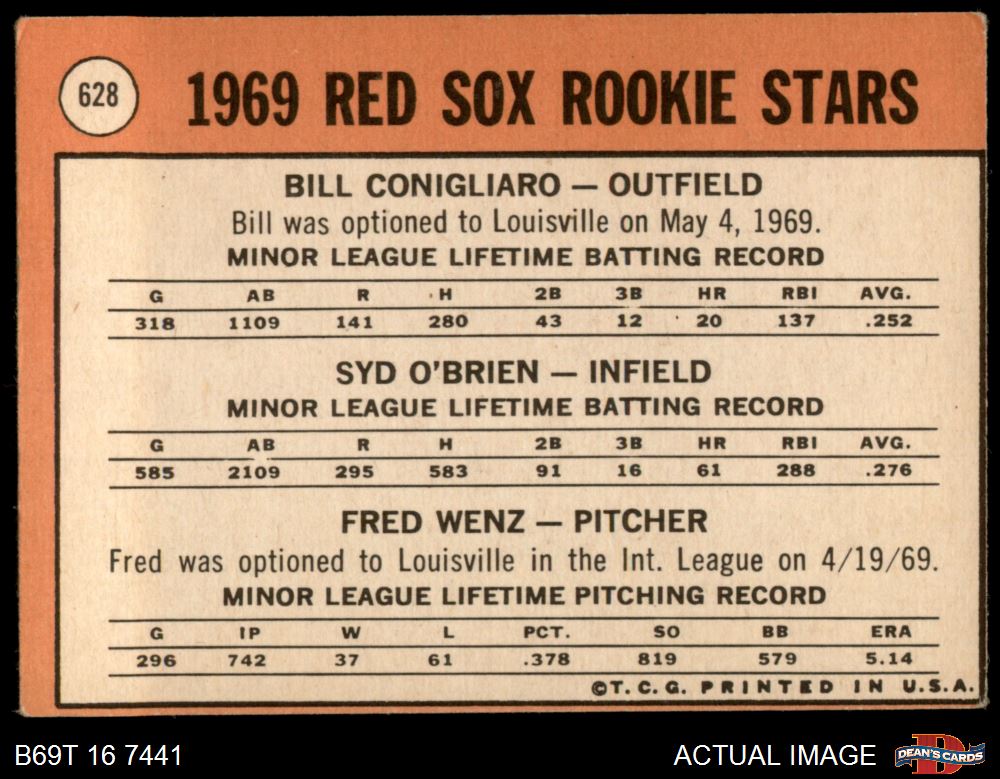 628
1969 RED SOX ROOKIE STARS
BILL CONIGLIARO — OUTFIELD
Bill was optioned to Louisville on May 4, 1969.
MINOR LEAGUE LIFETIME BATTING RECORD
G AB R H 2B 3B HR RBI AVG.
318 1109 141 280 43 12 20 137 .252
SYD O'BRIEN — INFIELD
MINOR LEAGUE LIFETIME BATTING RECORD
G AB R H 2B 3B HR RBI AVG.
585 2109 295 583 91 16 61 288 .276
FRED WENZ — PITCHER
Fred was optioned to Louisville in the Int. League on 4/19/69.
MINOR LEAGUE LIFETIME PITCHING RECORD
G IP W L PCT. SO BB ERA
296 742 37 61 .378 819 579 5.14
©T. C. G. PRINTED IN U.S.A.
B69T 16 7441
ACTUAL IMAGE
D
DEAN'S CARDS